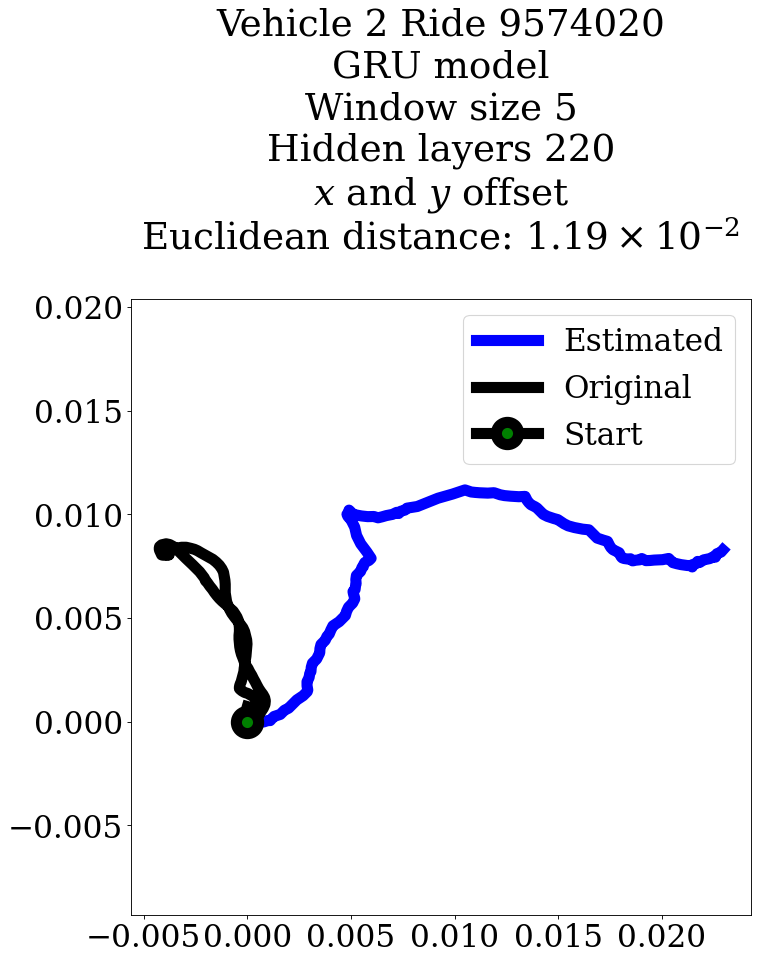 Vehicle 2 Ride 9574020
GRU model
Window size 5
Hidden layers 220
x and y offset
Euclidean distance: 1.19 × 10⁻²
Estimated
Original
Start
0.020
0.015
0.010
0.005
0.000
−0.005
−0.005 0.000 0.005 0.010 0.015 0.020